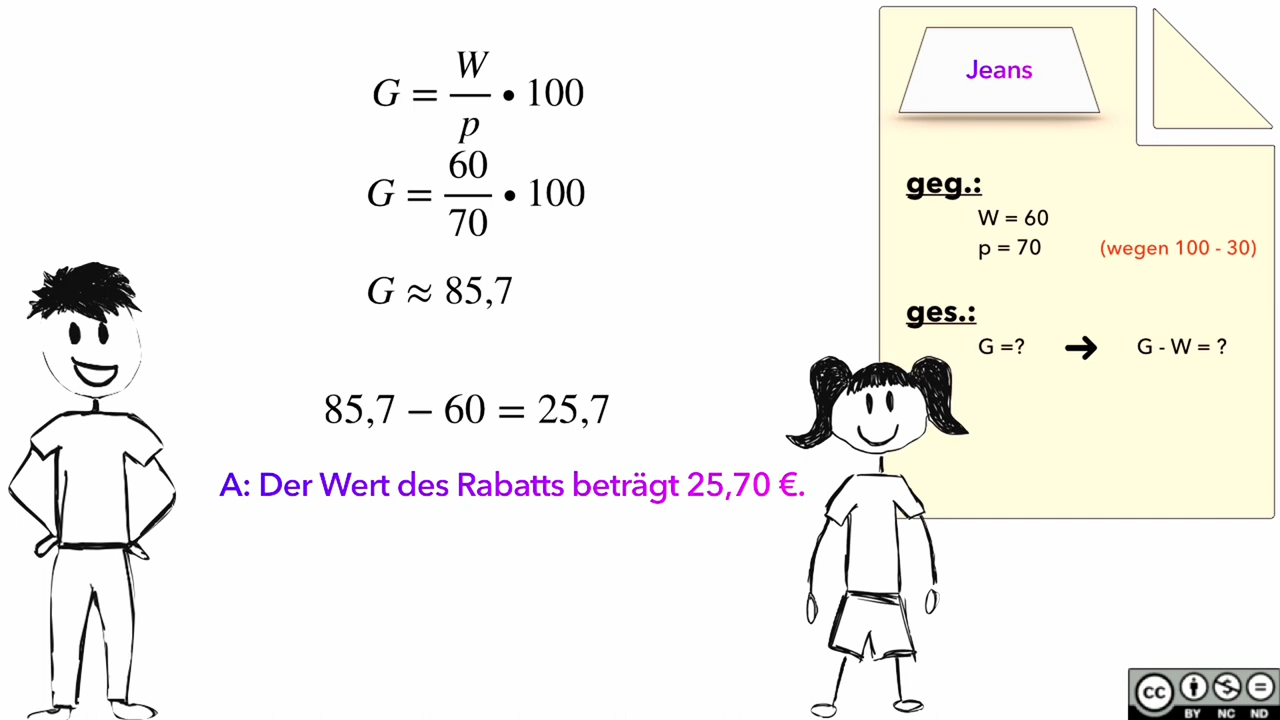 G = W/p • 100
G = 60/70 • 100
G ≈ 85,7
85,7 – 60 = 25,7
A: Der Wert des Rabatts beträgt 25,70 €.
Jeans
geg.:
W = 60
p = 70 (wegen 100 - 30)
ges.:
G =? ➔ G - W = ?
cc
BY NC ND